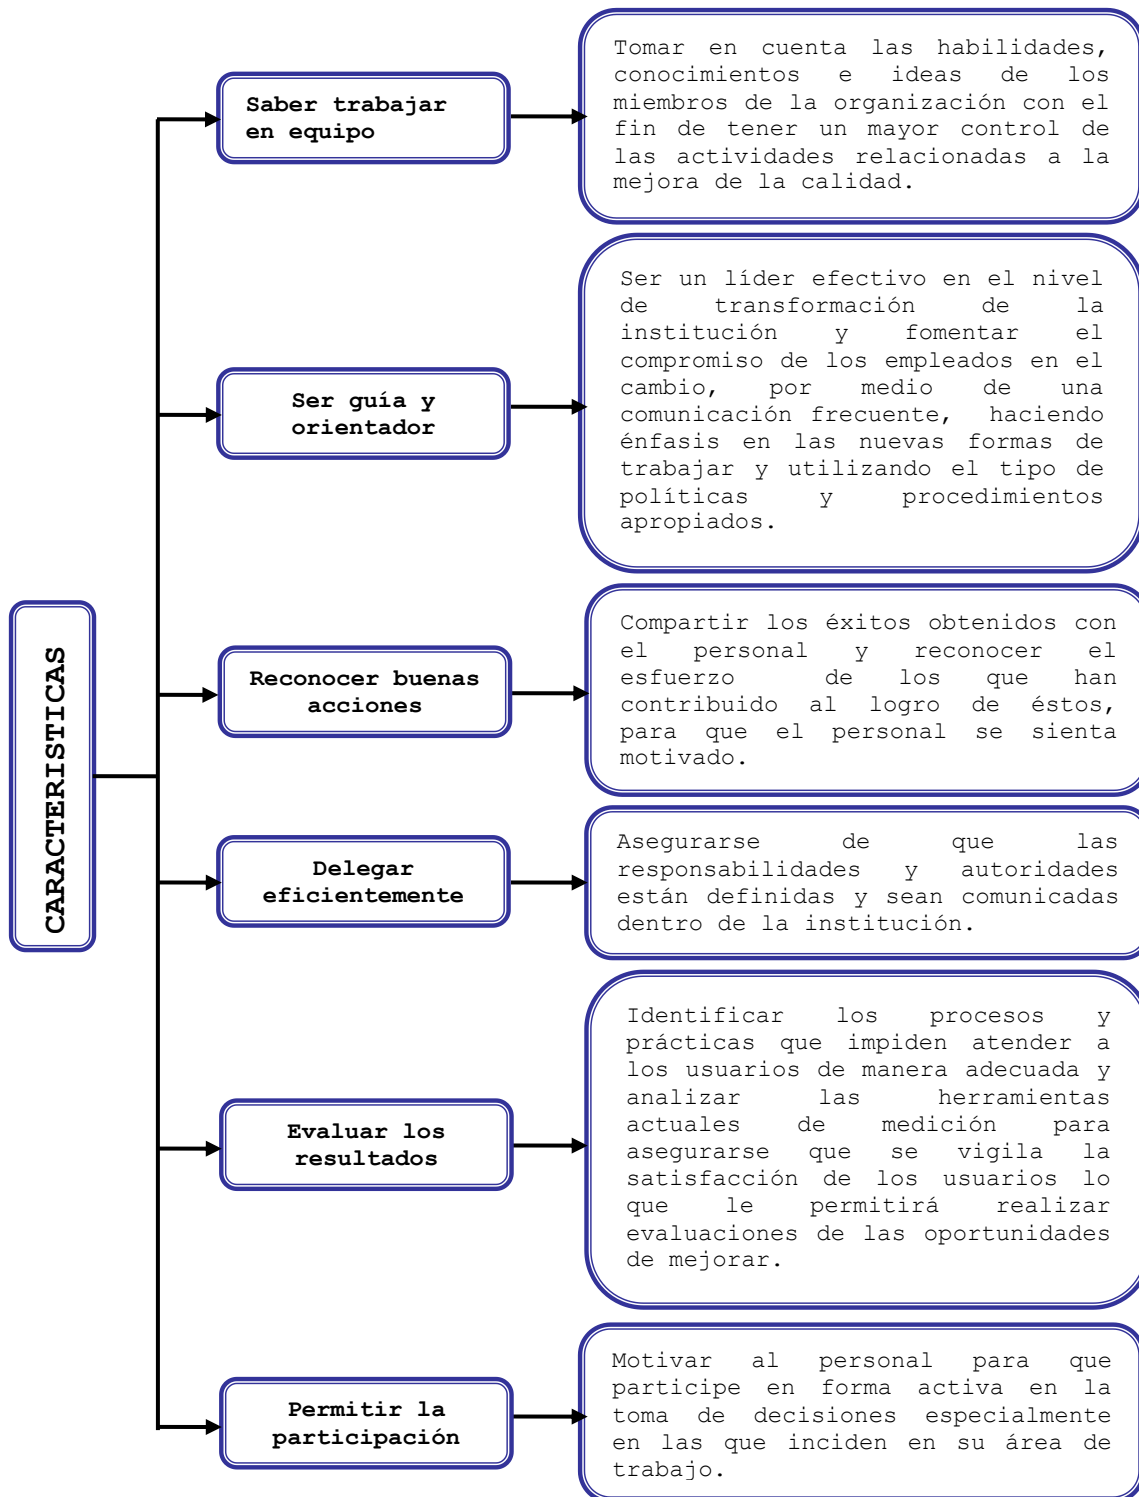 Saber trabajar
en equipo
Tomar en cuenta las habilidades,
conocimientos e ideas de los
miembros de la organización con el
fin de tener un mayor control de
las actividades relacionadas a la
mejora de la calidad.
Ser guía y
orientador
Ser un líder efectivo en el nivel
de transformación de la
institución y fomentar el
compromiso de los empleados en el
cambio, por medio de una
comunicación frecuente, haciendo
énfasis en las nuevas formas de
trabajar y utilizando el tipo de
políticas y procedimientos
apropiados.
CARACTERISTICAS
Reconocer buenas
acciones
Compartir los éxitos obtenidos con
el personal y reconocer el
esfuerzo de los que han
contribuido al logro de éstos,
para que el personal se sienta
motivado.
Delegar
eficientemente
Asegurarse de que las
responsabilidades y autoridades
están definidas y sean comunicadas
dentro de la institución.
Evaluar los
resultados
Identificar los procesos y
prácticas que impiden atender a
los usuarios de manera adecuada y
analizar las herramientas
actuales de medición para
asegurarse que se vigila la
satisfacción de los usuarios lo
que le permitirá realizar
evaluaciones de las oportunidades
de mejorar.
Permitir la
participación
Motivar al personal para que
participe en forma activa en la
toma de decisiones especialmente
en las que inciden en su área de
trabajo.